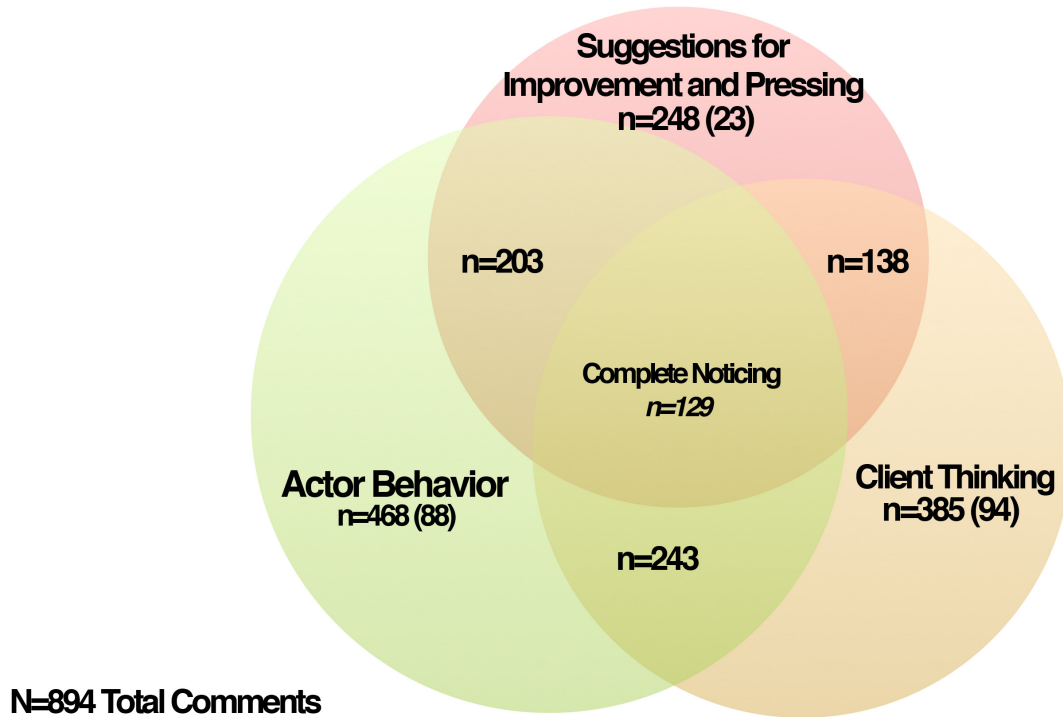 Suggestions for
Improvement and Pressing
n=248 (23)
n=203
n=138
Complete Noticing
n=129
Actor Behavior
n=468 (88)
Client Thinking
n=385 (94)
n=243
N=894 Total Comments